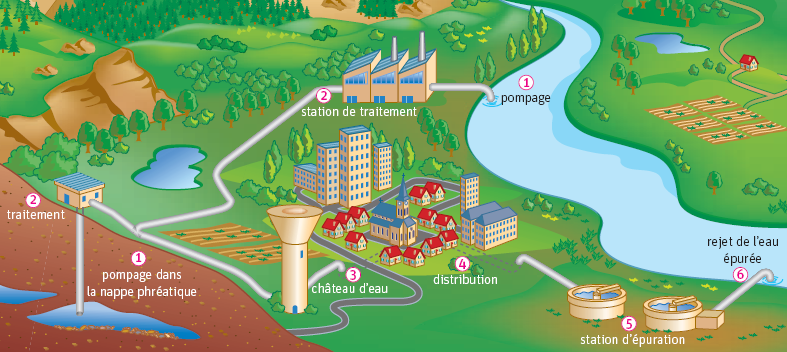 1
pompage
2
station de traitement
2
traitement
1
pompage dans
la nappe phréatique
3
château d'eau
4
distribution
5
station d'épuration
rejet de l'eau
épurée
6